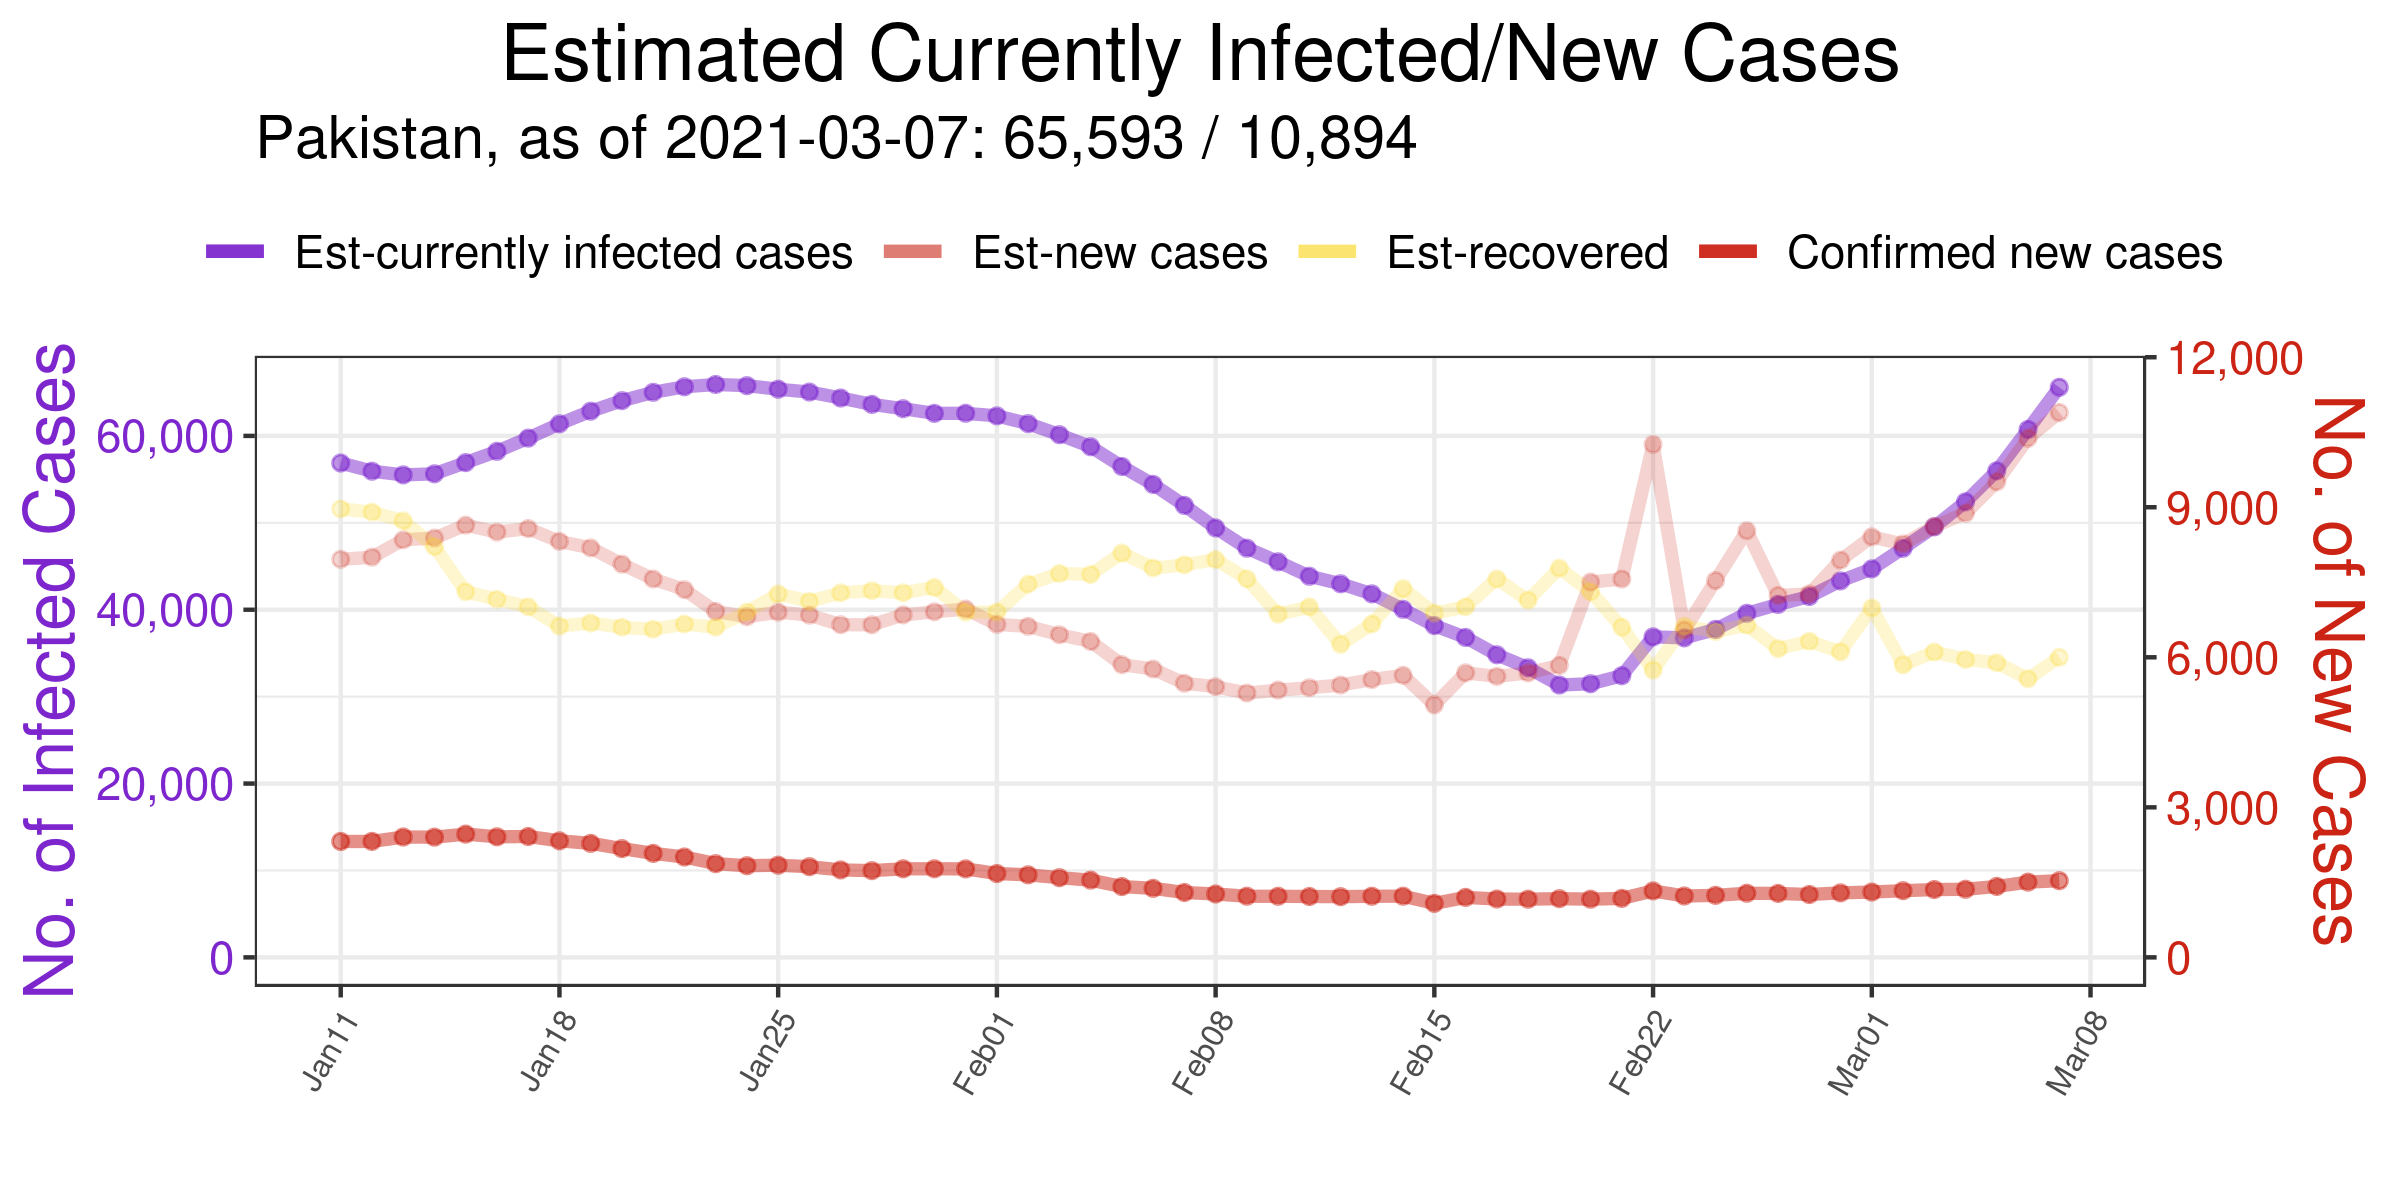 Estimated Currently Infected/New Cases
Pakistan, as of 2021-03-07: 65,593 / 10,894
Est-currently infected cases Est-new cases Est-recovered Confirmed new cases
No. of Infected Cases
60,000
40,000
20,000
0
12,000
9,000
6,000
3,000
0
No. of New Cases
Jan11 Jan18 Jan25 Feb01 Feb08 Feb15 Feb22 Mar01 Mar08